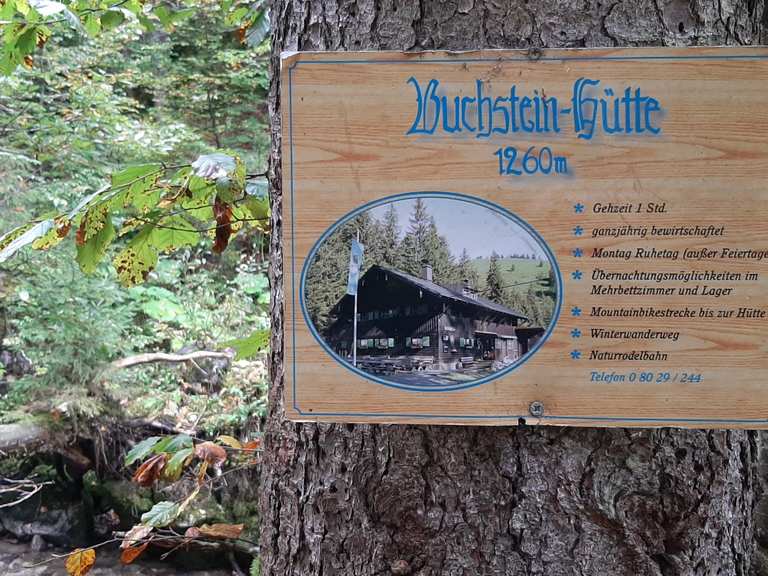 Buchstein-Hütte
1260m
* Gehzeit 1 Std.
* ganzjährig bewirtschaftet
* Montag Ruhetag (außer Feiertage
* Übernachtungsmöglichkeiten im
Mehrbettzimmer und Lager
* Mountainbikestrecke bis zur Hütte
* Winterwanderweg
* Naturrodelbahn
Telefon 0 80 29 / 244